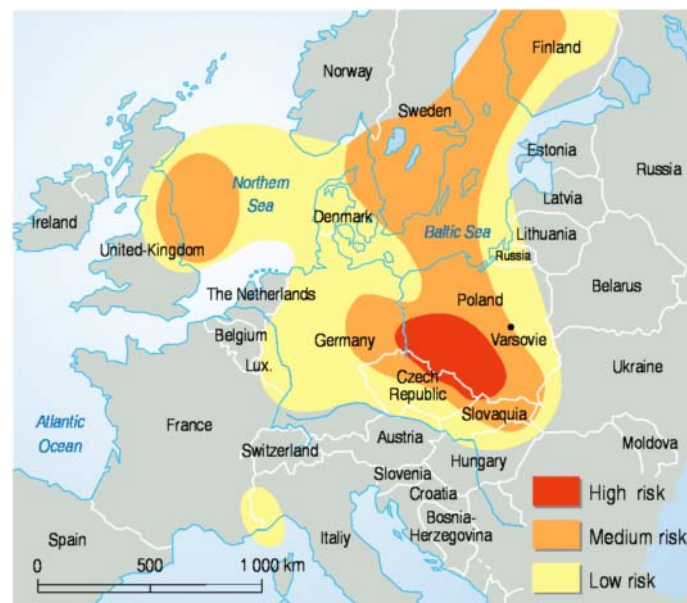 Finland
Norway
Sweden
Estonia
Russia
Northern
Sea
Latvia
Ireland
Denmark
Baltic Sea
Lithuania
United-Kingdom
Russia
Belarus
The Netherlands
Poland
Belgium
Germany
Varsovie
Lux.
Czech
Republic
Ukraine
Slovaquia
Atlantic
Ocean
France
Austria
Moldova
Switzerland
Hungary
Slovenia
Croatia
Bosnia-
Herzegovina
Spain
Italiy
0 500 1 000 km
High risk
Medium risk
Low risk